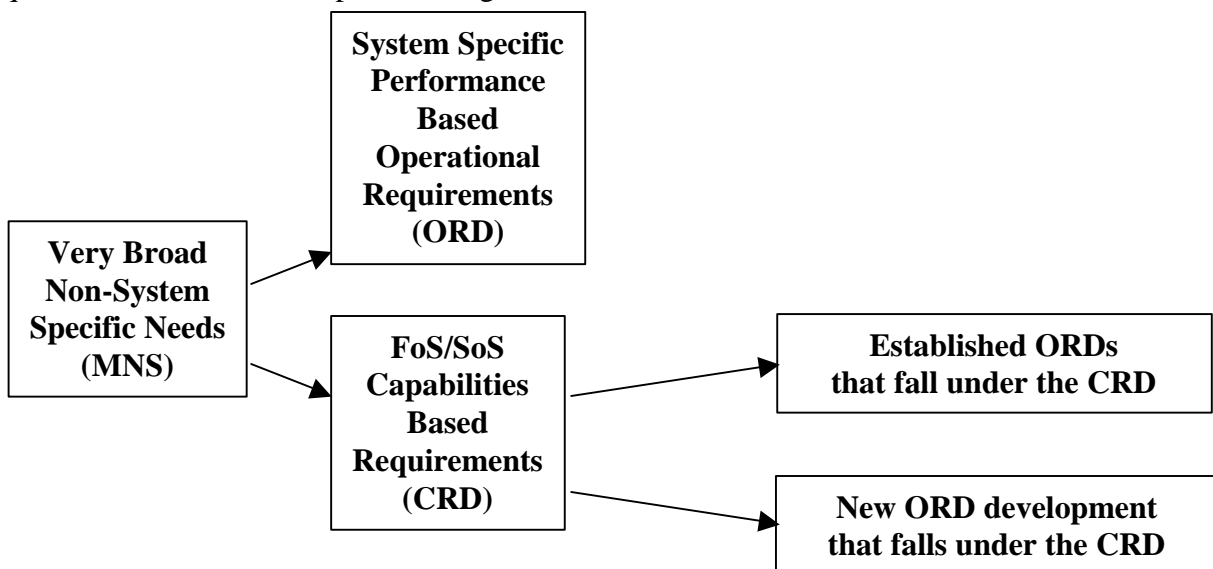 System Specific
Performance
Based
Operational
Requirements
(ORD)
Very Broad
Non-System
Specific Needs
(MNS)
FoS/SoS
Capabilities
Based
Requirements
(CRD)
Established ORDs
that fall under the CRD
New ORD development
that falls under the CRD